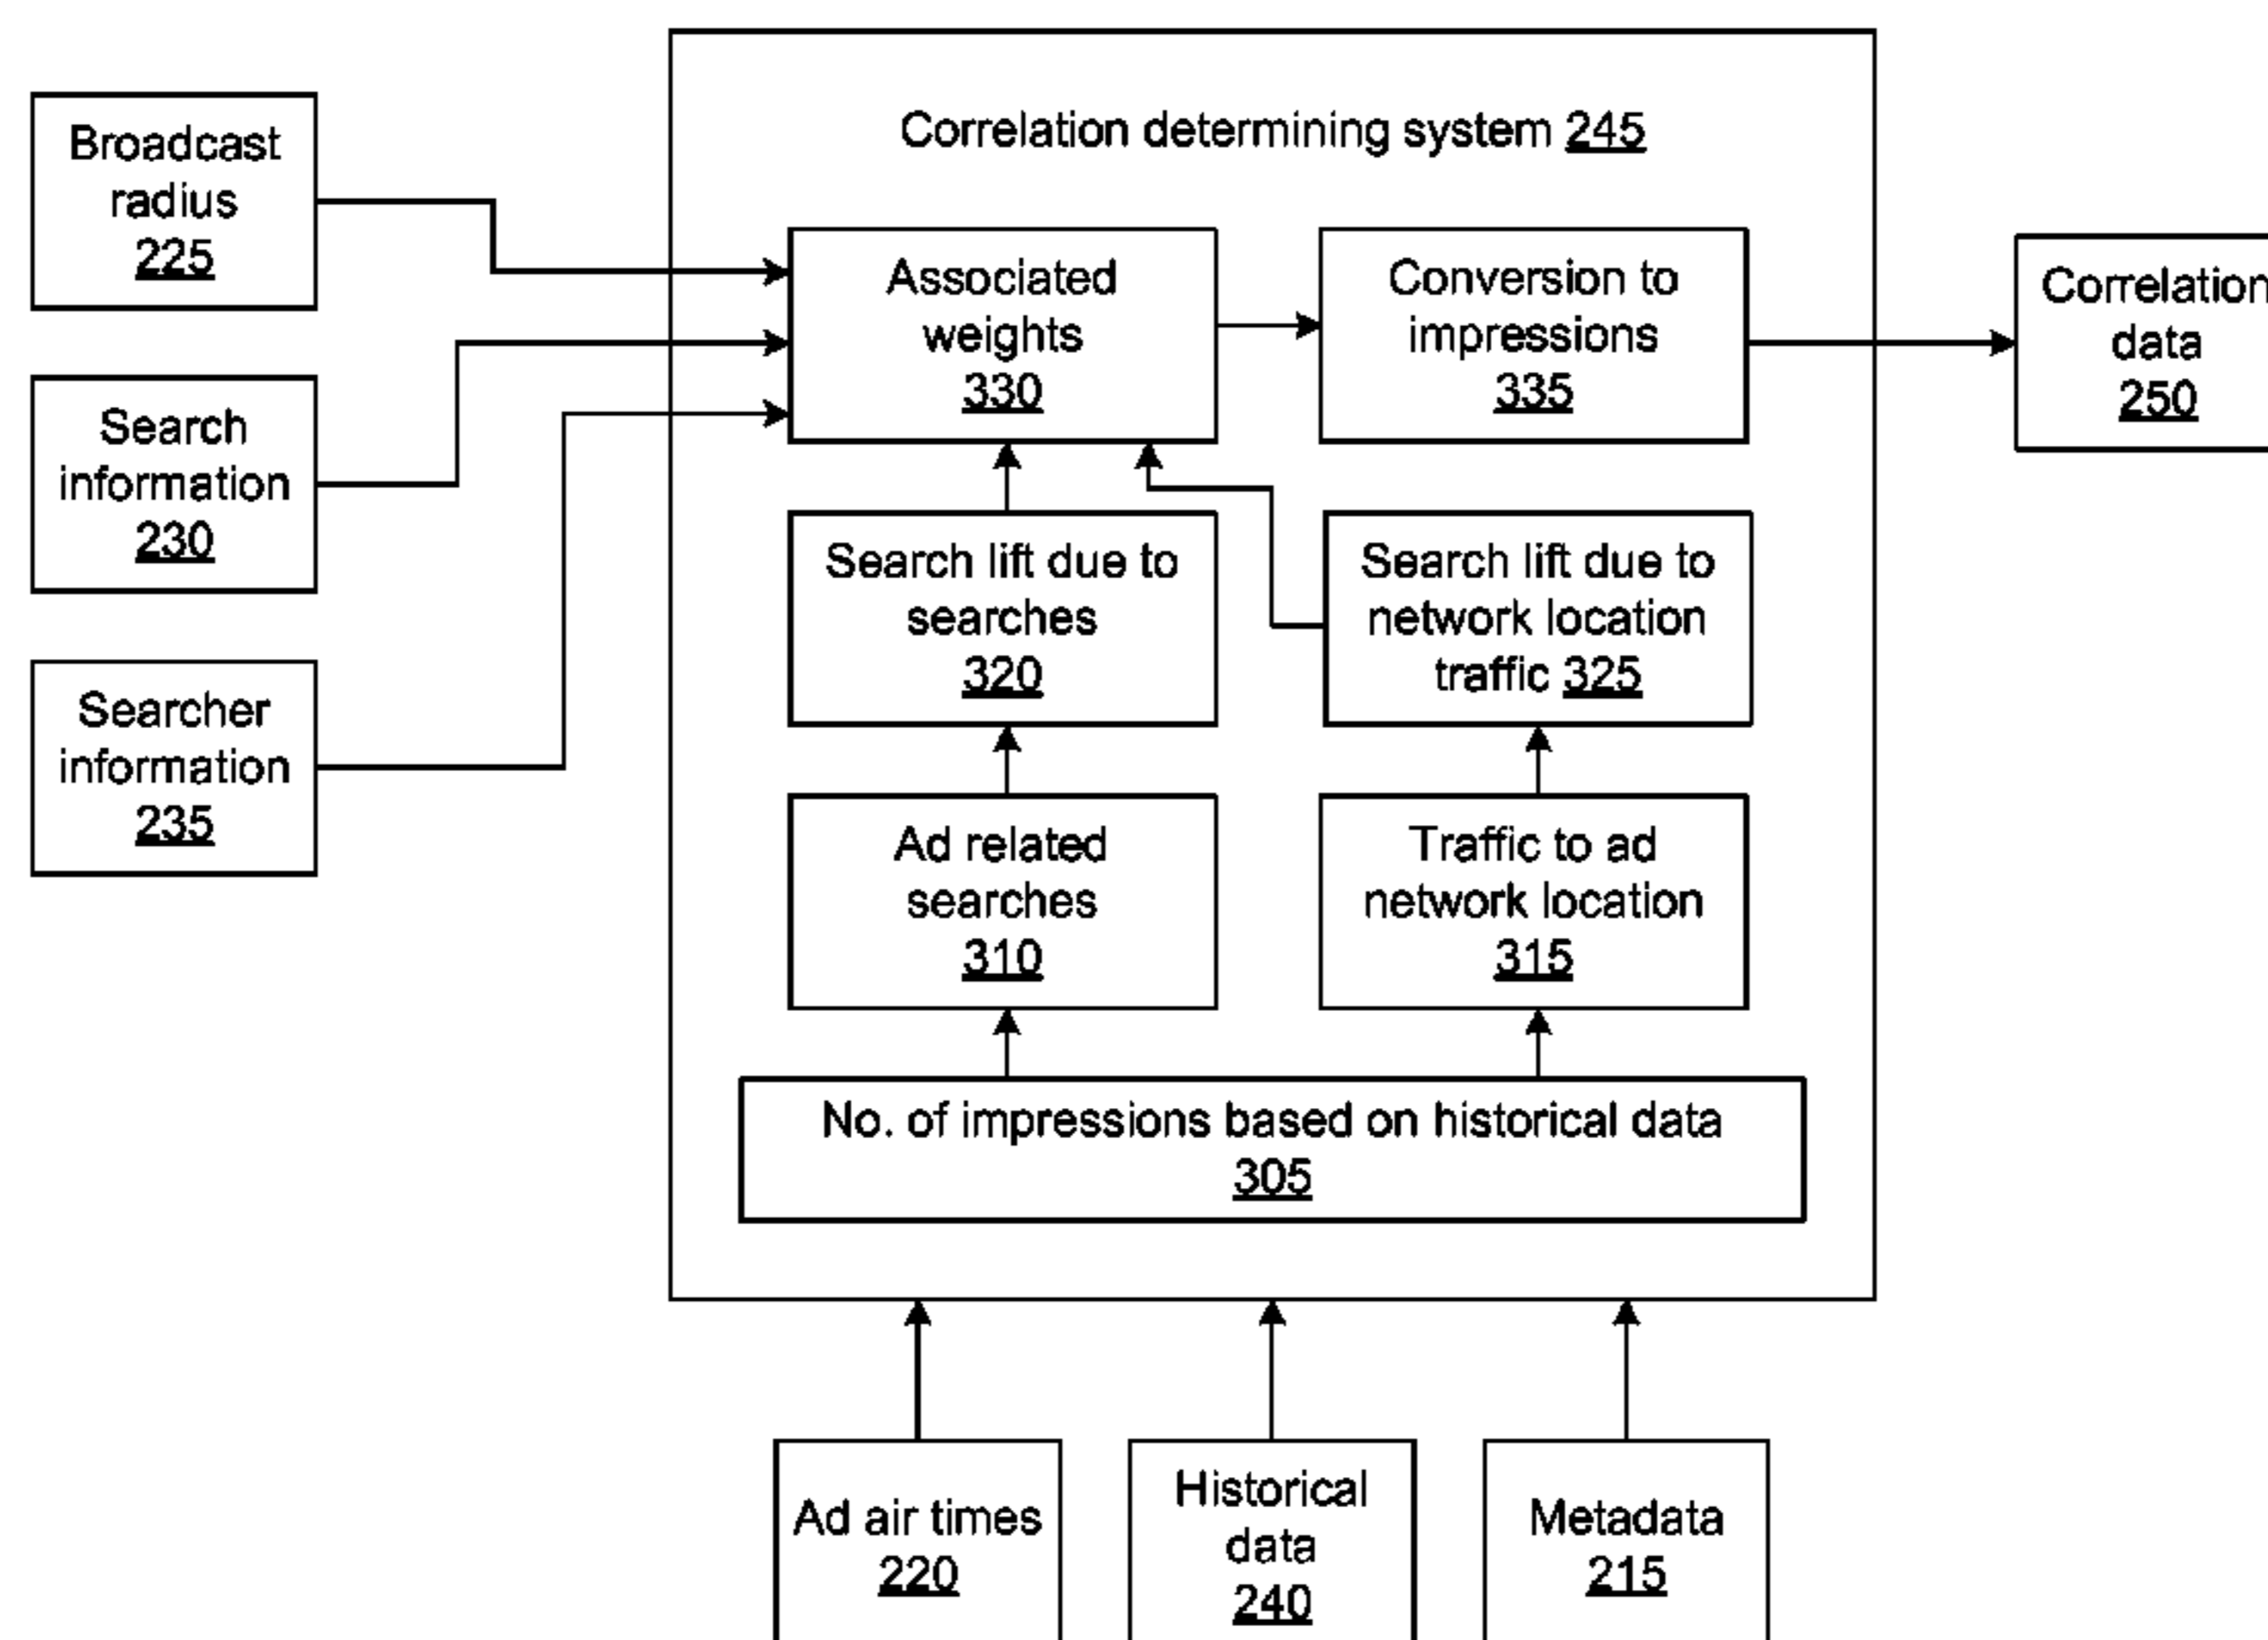 Correlation determining system 245
Broadcast
radius
225
Search
information
230
Searcher
information
235
Associated
weights
330
Conversion to
impressions
335
Correlation
data
250
Search lift due to
searches
320
Search lift due to
network location
traffic 325
Ad related
searches
310
Traffic to ad
network location
315
No. of impressions based on historical data
305
Ad air times
220
Historical
data
240
Metadata
215